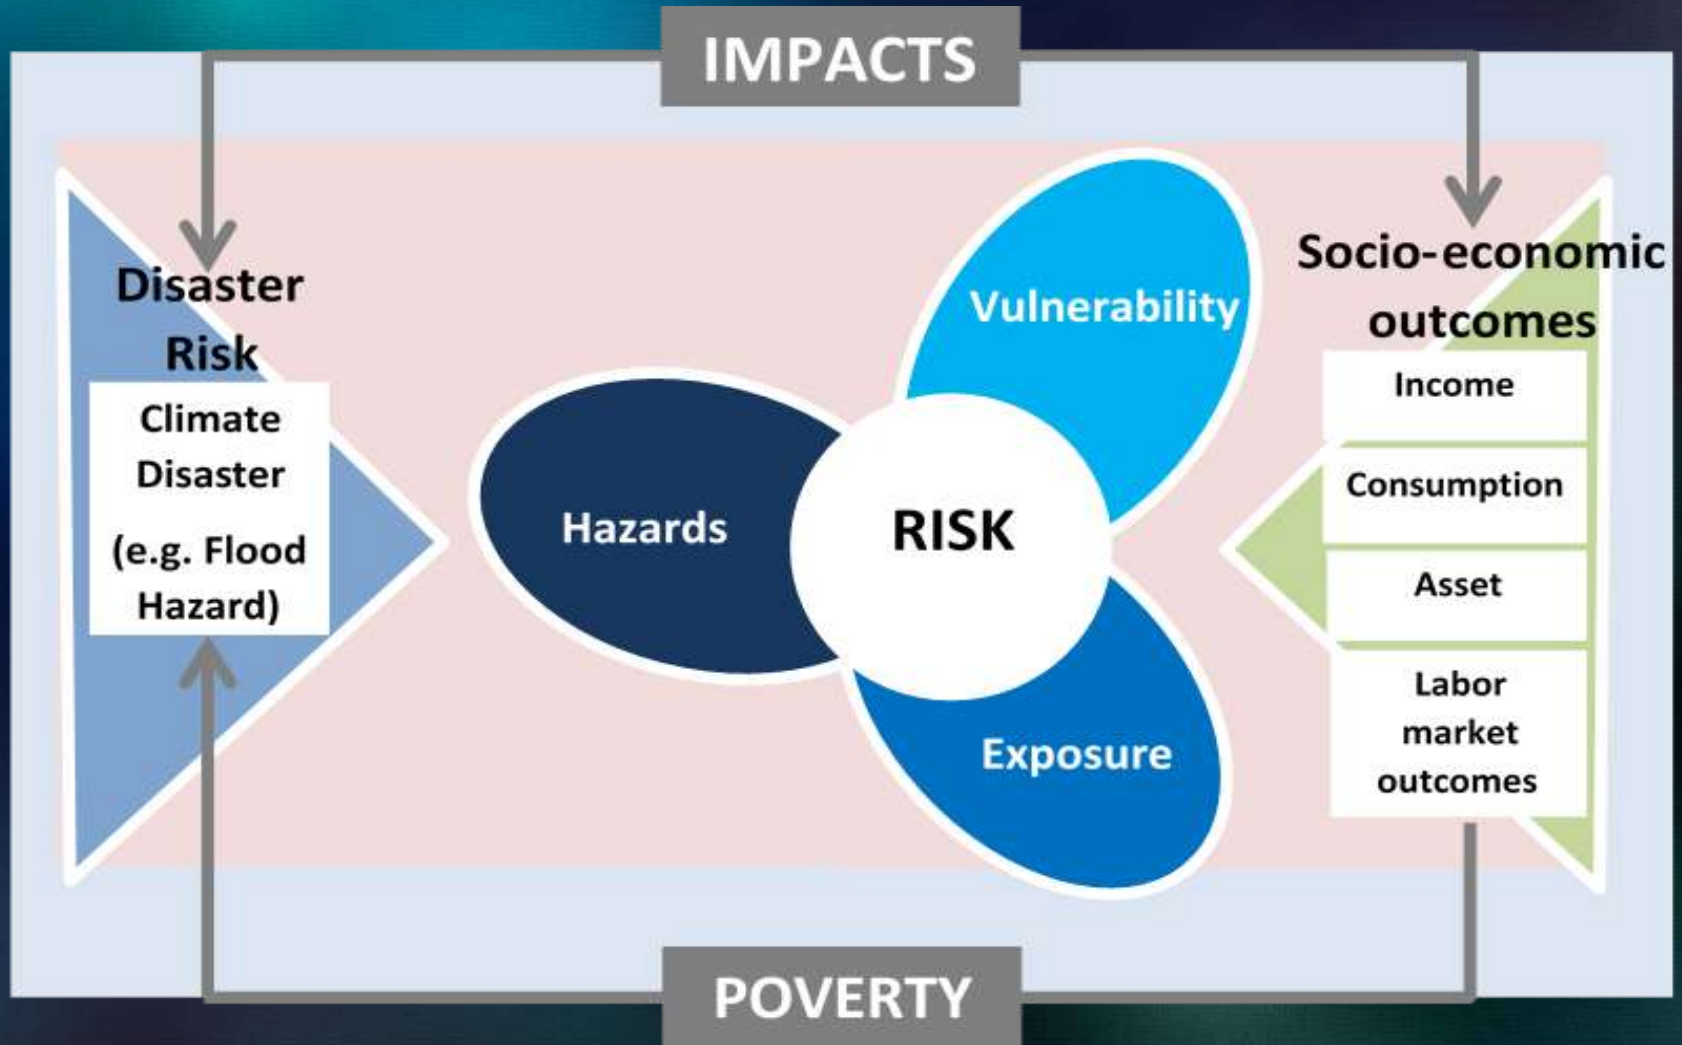 IMPACTS
Disaster
Risk
Climate
Disaster
(e.g. Flood
Hazard)
Hazards
Vulnerability
RISK
Exposure
Socio-economic
outcomes
Income
Consumption
Asset
Labor
market
outcomes
POVERTY